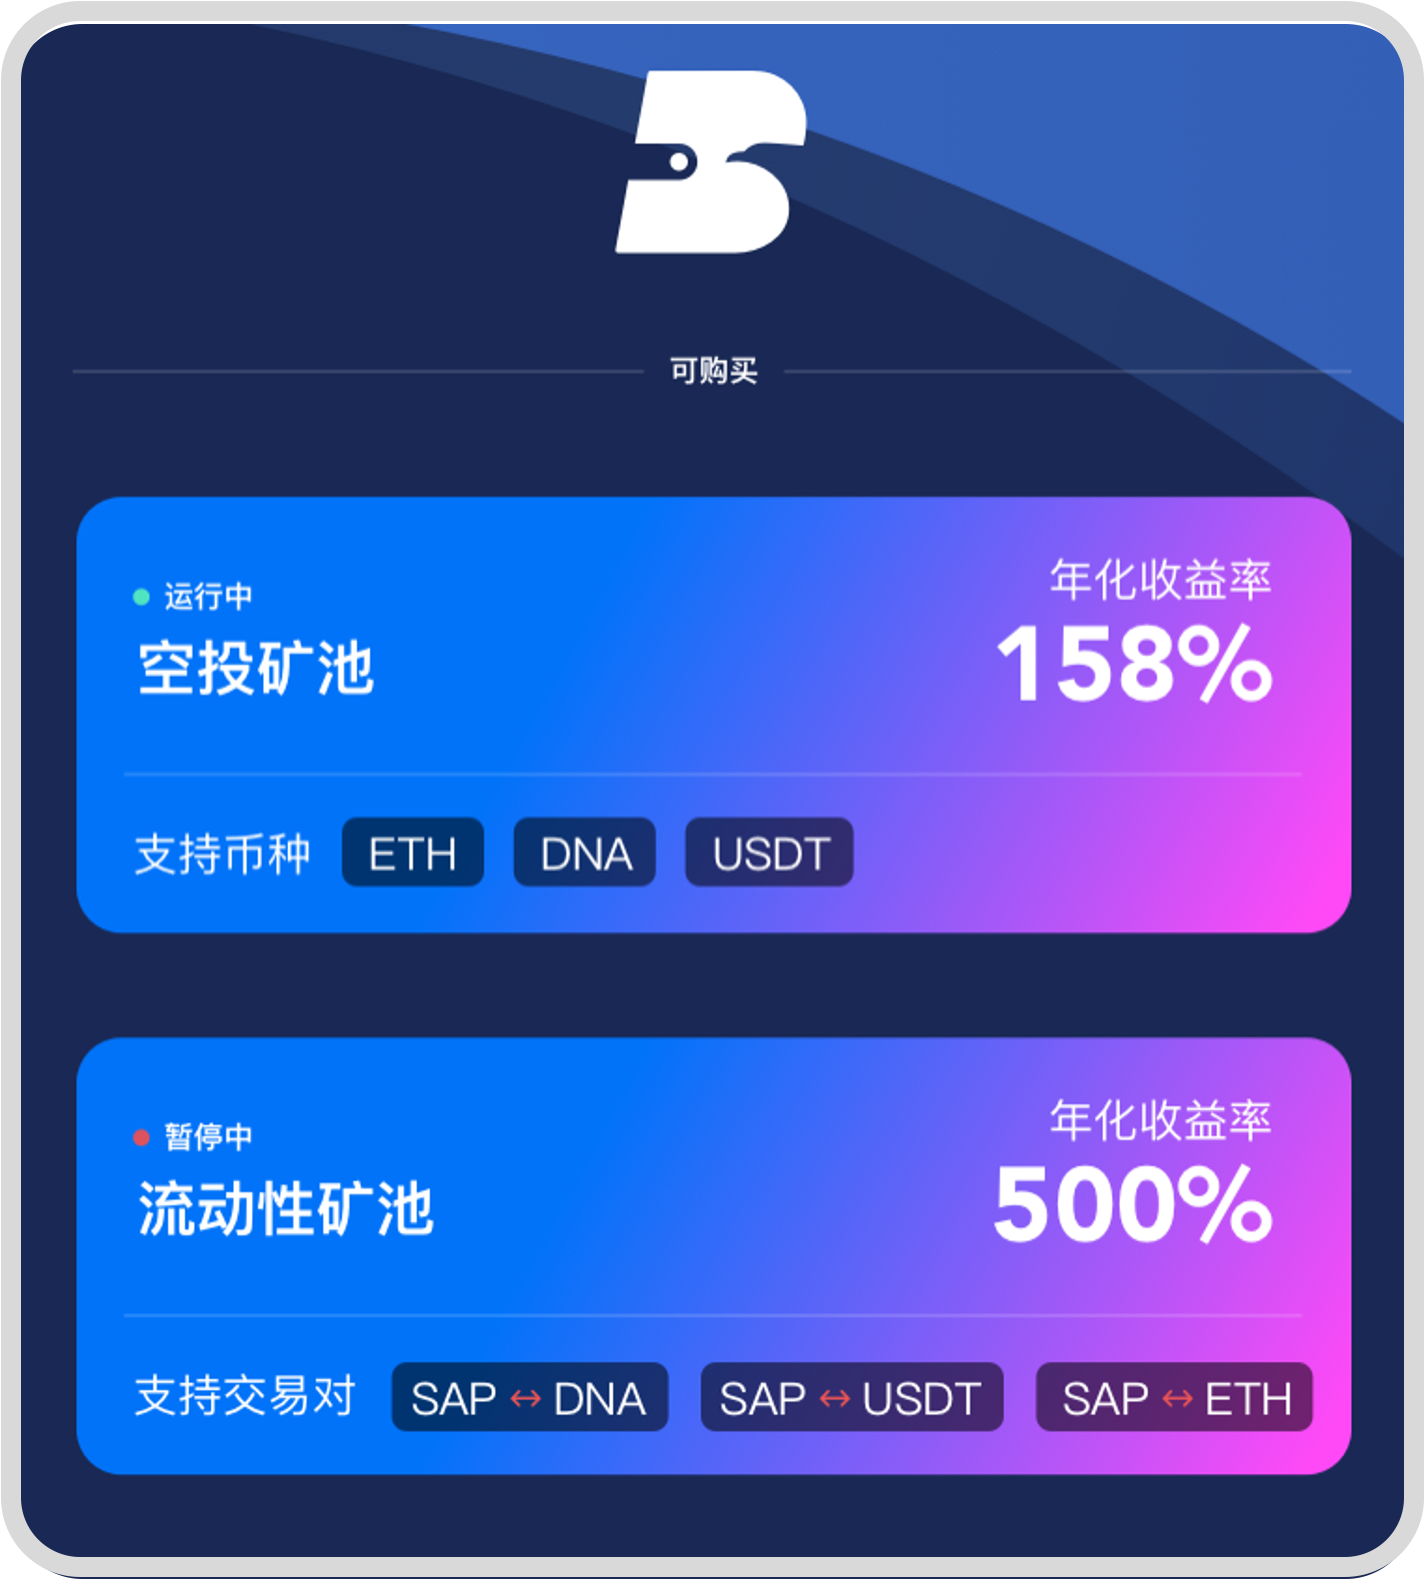 可购买
运行中
空投矿池
年化收益率
158%
支持币种 ETH DNA USDT
暂停中
流动性矿池
年化收益率
500%
支持交易对 SAP ↔ DNA SAP ↔ USDT SAP ↔ ETH